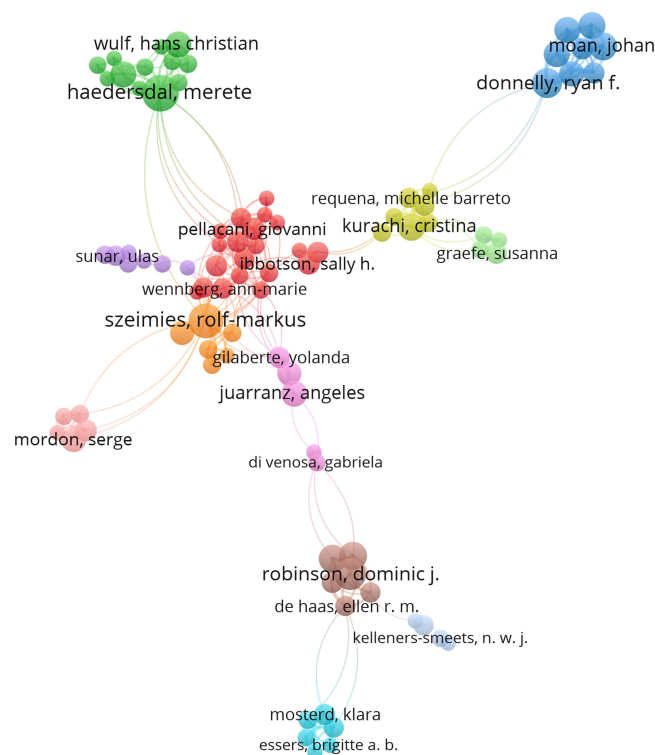 wulf, hans christian
moan, johan
donnelly, ryan f.
haedersdal, merete
requena, michelle barreto
kurachi, cristina
pellacani, giovanni
graefe, susanna
sunar, ulas
ibbotson, sally h.
wennberg, ann-marie
szeimies, rolf-markus
gilaberte, yolanda
juarranz, angeles
mordon, serge
di venosa, gabriela
robinson, dominic j.
de haas, ellen r. m.
kelleners-smeets, n. w. j.
mosterd, klara
essers, brigitte a. b.